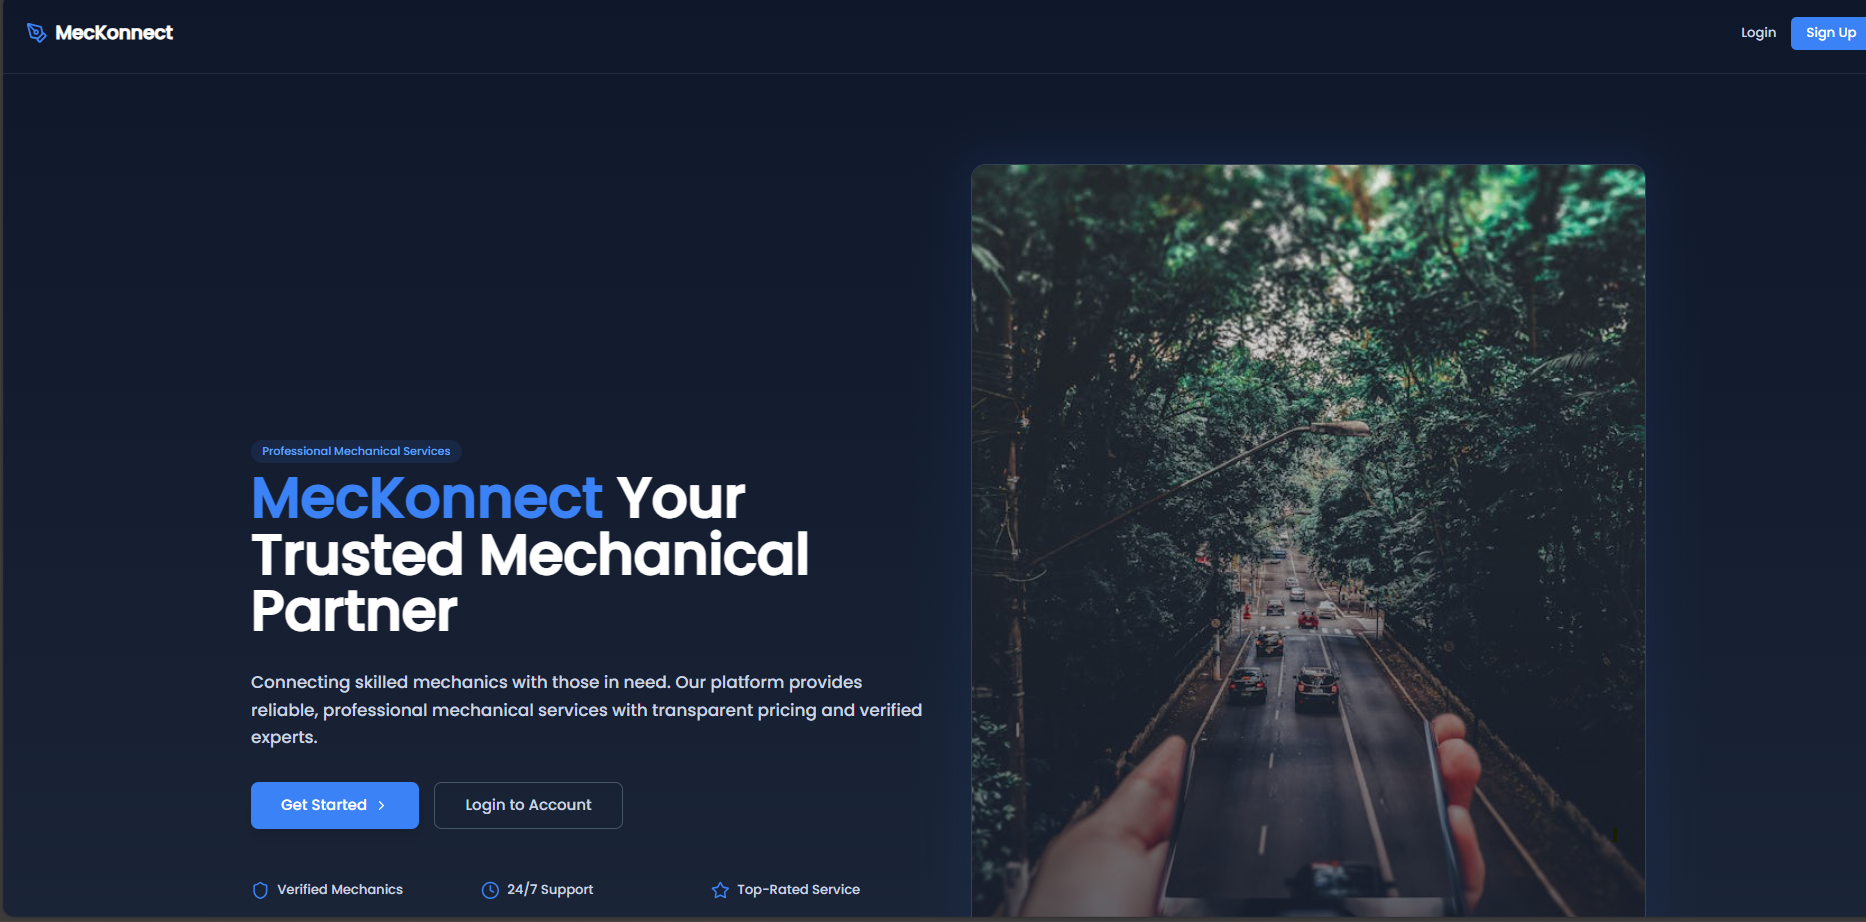 MecKonnect
Login
Sign Up
Professional Mechanical Services
MecKonnect Your
Trusted Mechanical
Partner
Connecting skilled mechanics with those in need. Our platform provides
reliable, professional mechanical services with transparent pricing and verified
experts.
Get Started
Login to Account
Verified Mechanics
24/7 Support
Top-Rated Service